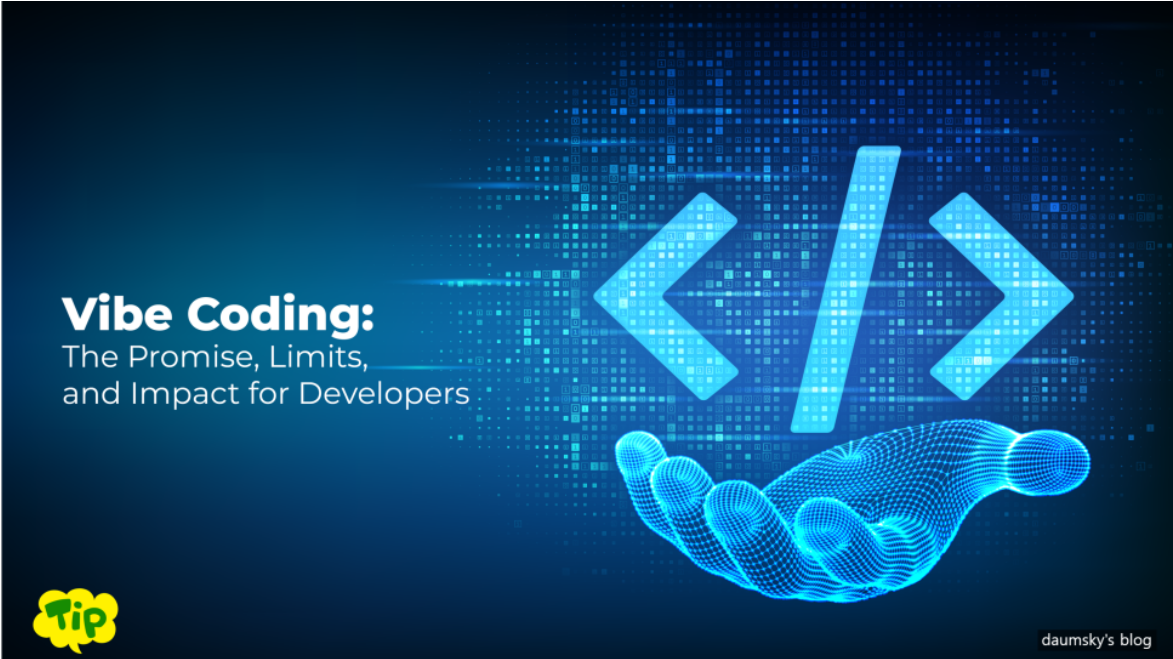 Vibe Coding:
The Promise, Limits,
and Impact for Developers
</>
Tip
daumsky's blog